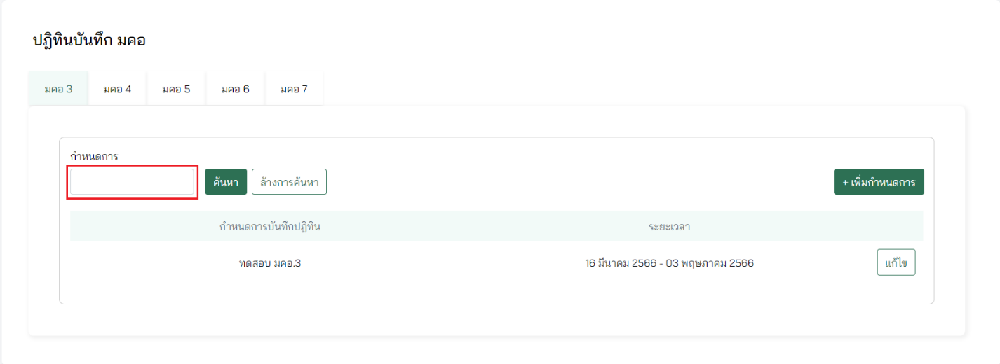 ปฏิทินบันทึก มคอ
มคอ 3 มคอ 4 มคอ 5 มคอ 6 มคอ 7
กำหนดการ
ค้นหา ล้างการค้นหา + เพิ่มกำหนดการ
กำหนดการบันทึกปฏิทิน ระยะเวลา
ทดสอบ มคอ.3 16 มีนาคม 2566 - 03 พฤษภาคม 2566 แก้ไข